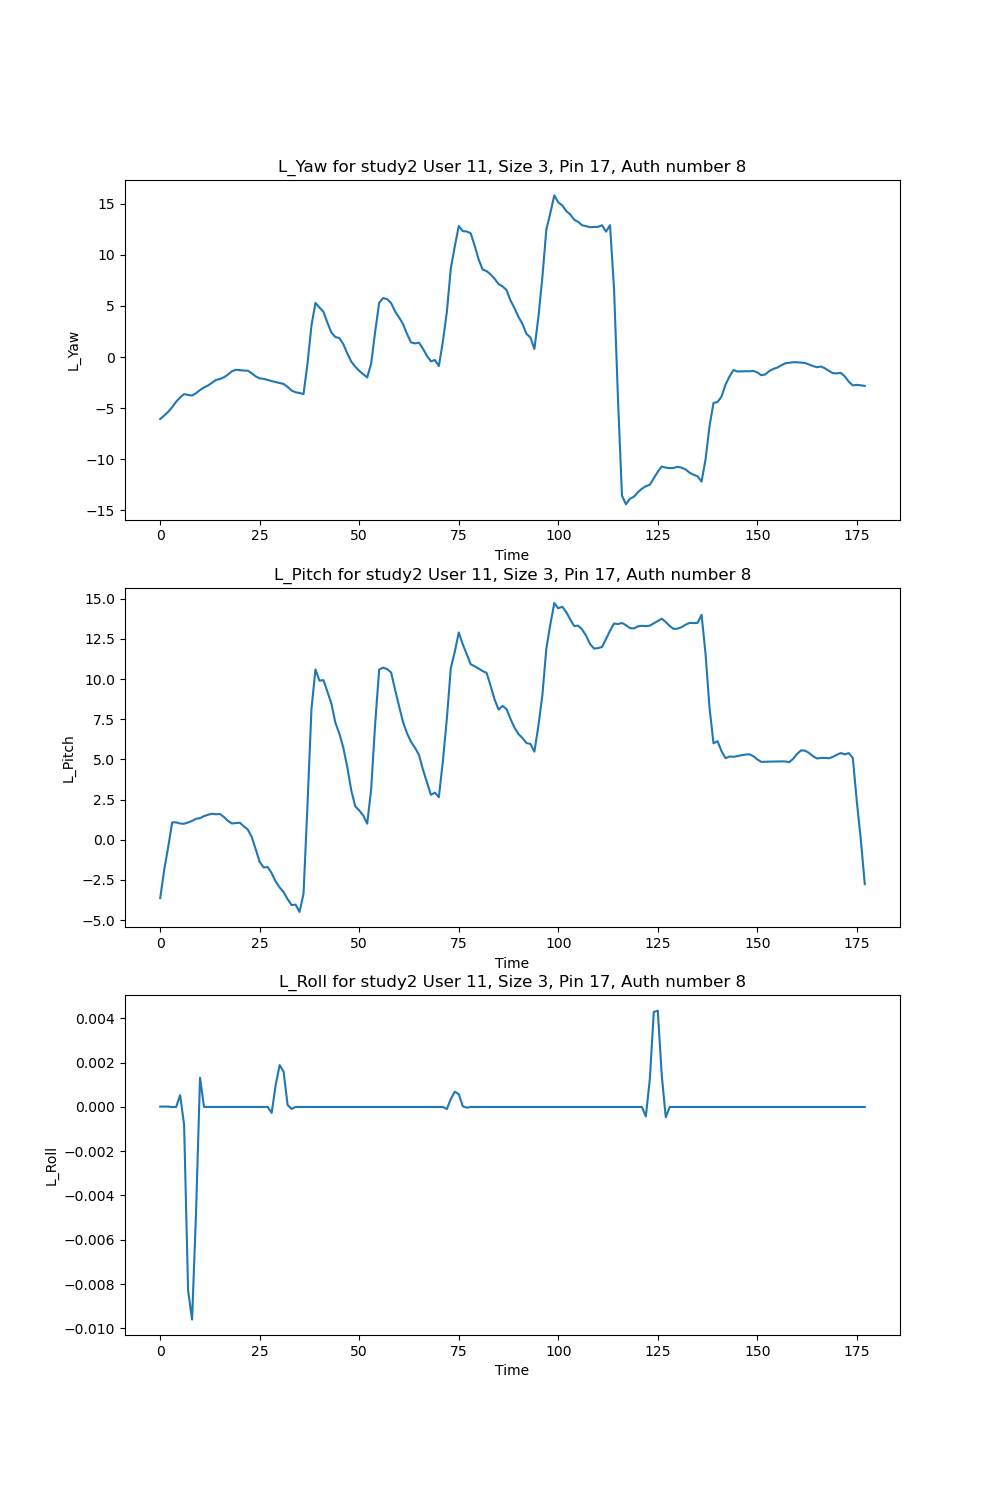 L_Yaw for study2 User 11, Size 3, Pin 17, Auth number 8
15
10
5
0
−5
−10
−15
L_Yaw
0 25 50 75 100 125 150 175
Time
L_Pitch for study2 User 11, Size 3, Pin 17, Auth number 8
15.0
12.5
10.0
7.5
5.0
2.5
0.0
−2.5
−5.0
L_Pitch
0 25 50 75 100 125 150 175
Time
L_Roll for study2 User 11, Size 3, Pin 17, Auth number 8
0.004
0.002
0.000
−0.002
−0.004
−0.006
−0.008
−0.010
L_Roll
0 25 50 75 100 125 150 175
Time